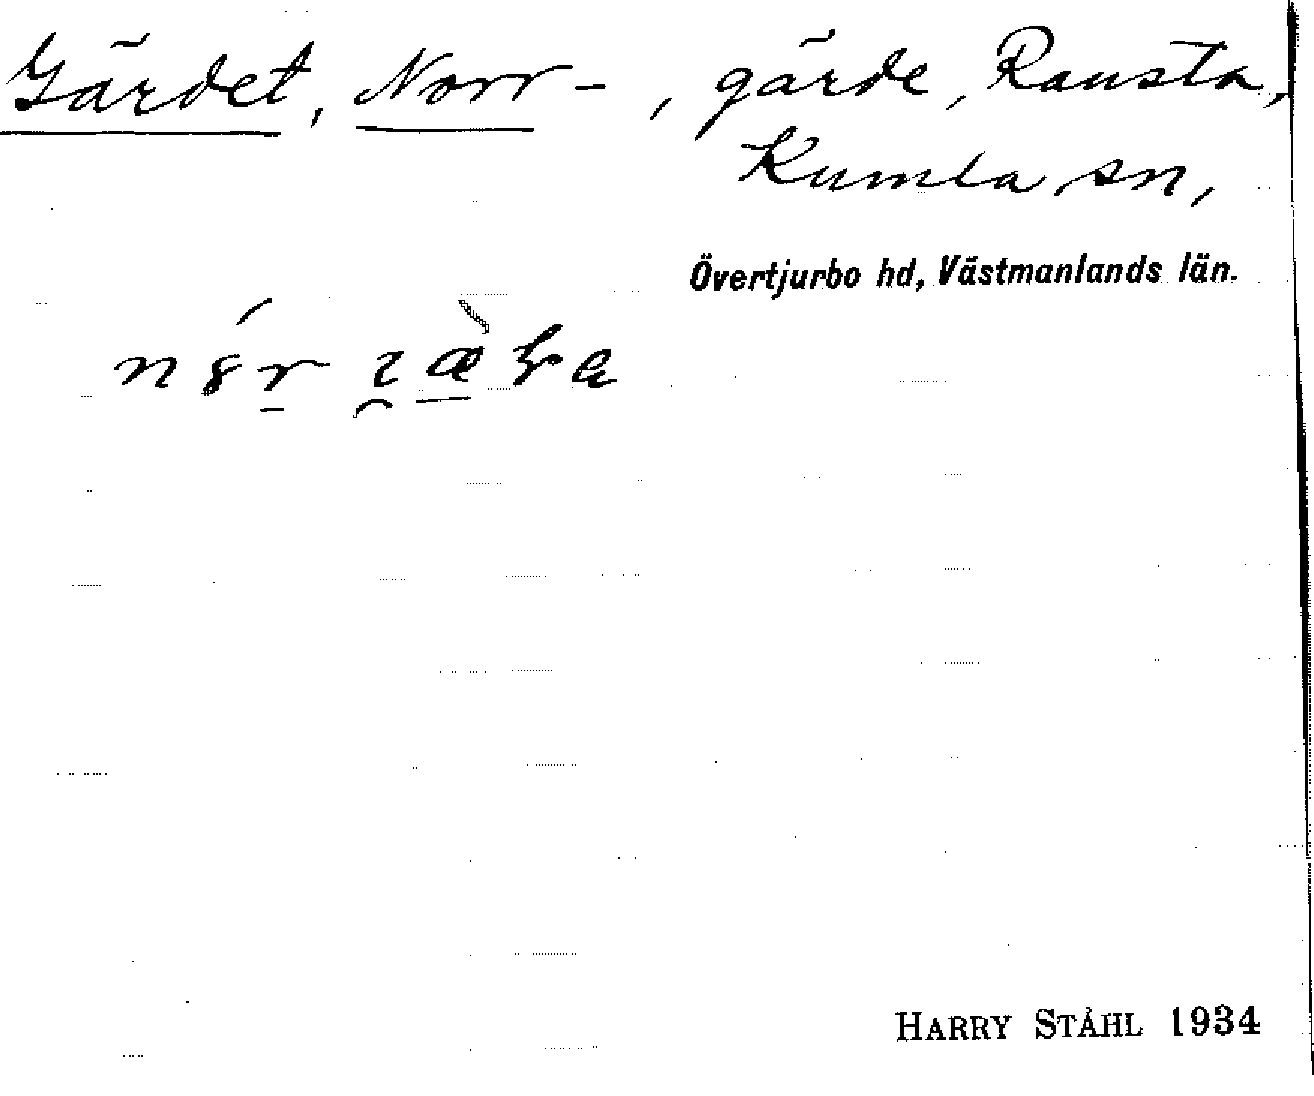 Gärdet, Norr-, gärde, Ransta,
Kumla sn,
Övertjurbo hd, Västmanlands län.
HARRY STÅHL 1934